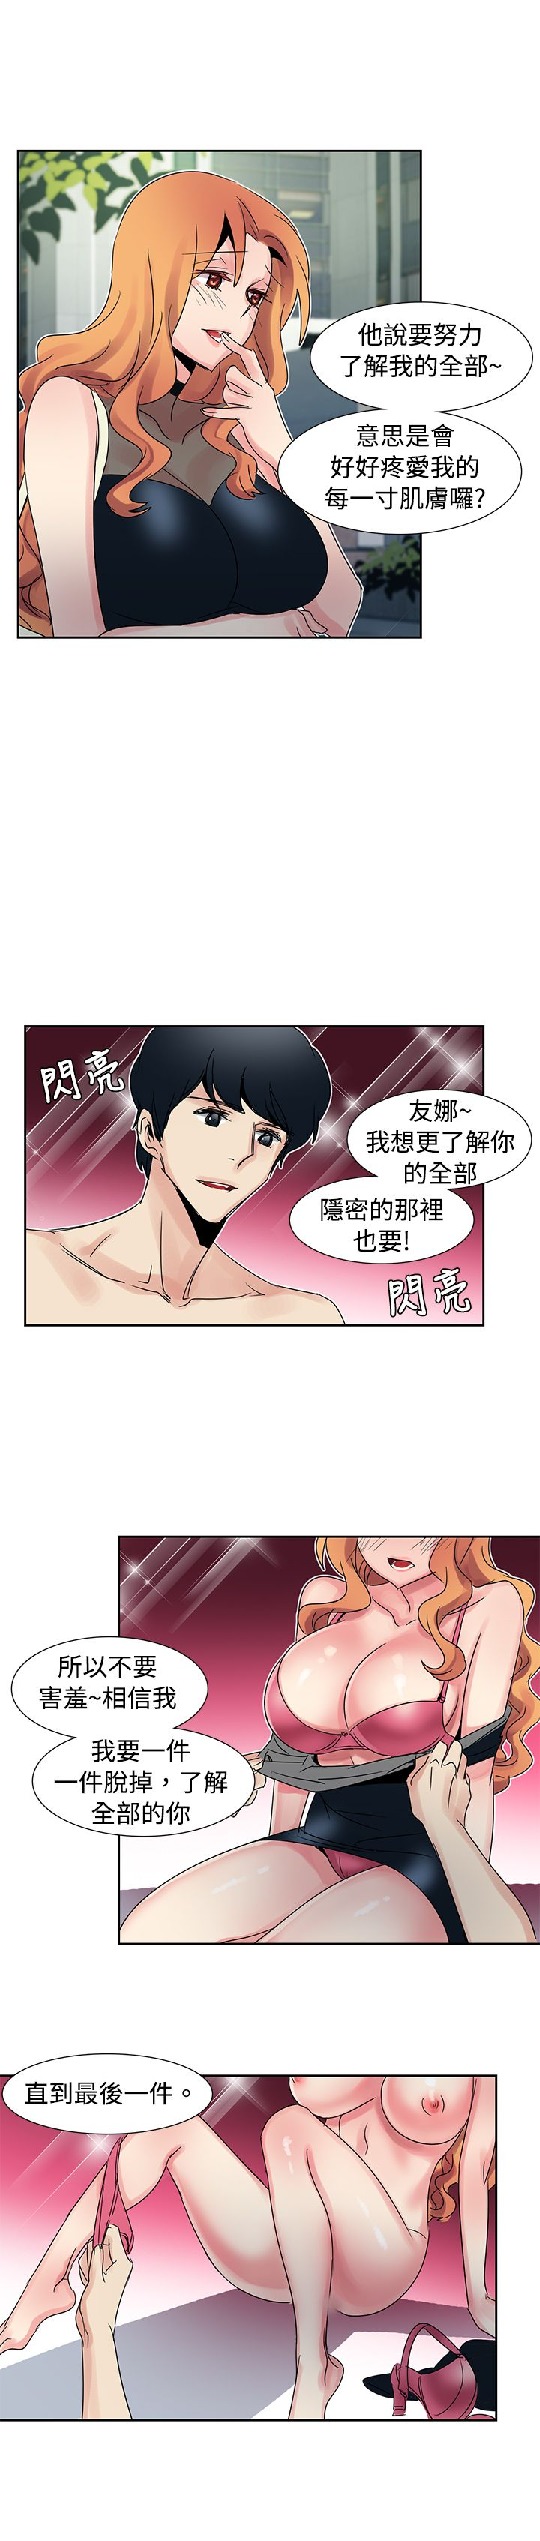 他說要努力
了解我的全部~
意思是會
好好疼愛我的
每一寸肌膚囉?
閃亮
友娜~
我想更了解你
的全部
隱密的那裡
也要!
閃亮
所以不要
害羞~相信我
我要一件
一件脫掉，了解
全部的你
直到最後一件。